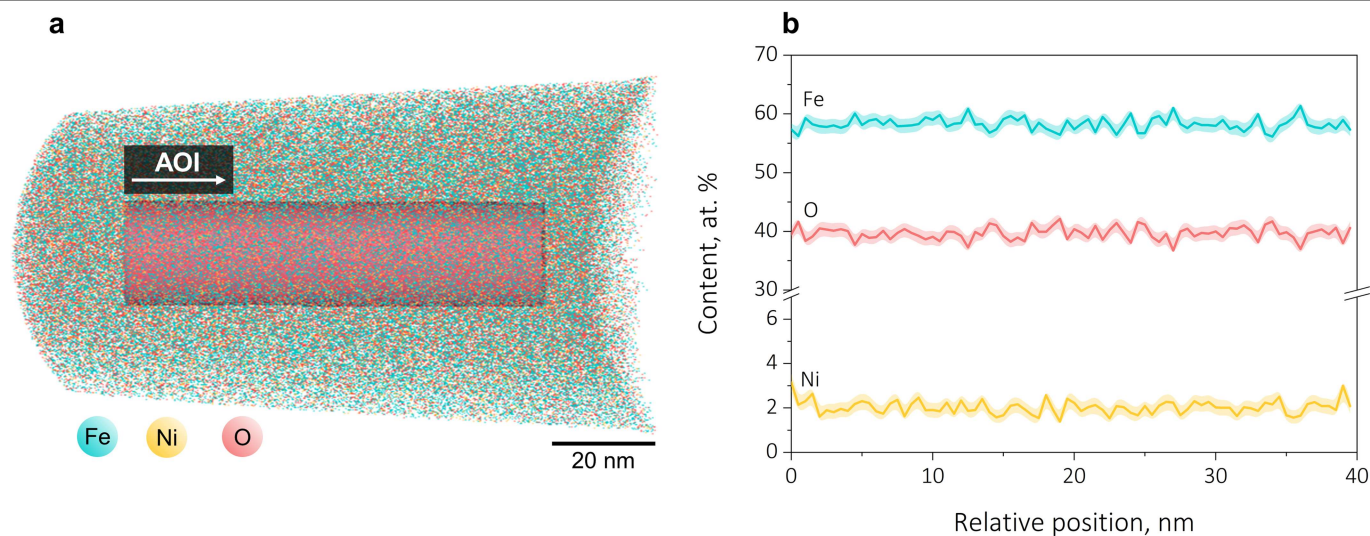 a
AOI
Fe
Ni
O
20 nm
b
70
60
50
40
30
6
4
2
0
Content, at. %
Fe
O
Ni
0
10
20
30
40
Relative position, nm